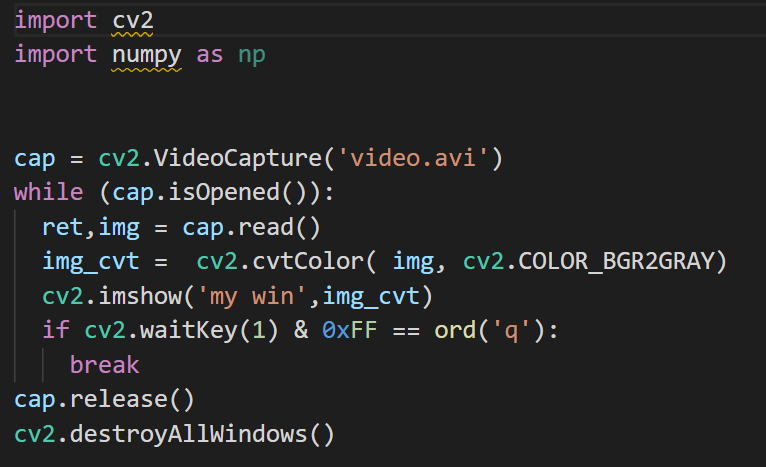 import cv2
import numpy as np
cap = cv2.VideoCapture('video.avi')
while (cap.isOpened()):
  ret,img = cap.read()
  img_cvt =  cv2.cvtColor( img, cv2.COLOR_BGR2GRAY)
  cv2.imshow('my win',img_cvt)
  if cv2.waitKey(1) & 0xFF == ord('q'):
    break
cap.release()
cv2.destroyAllWindows()